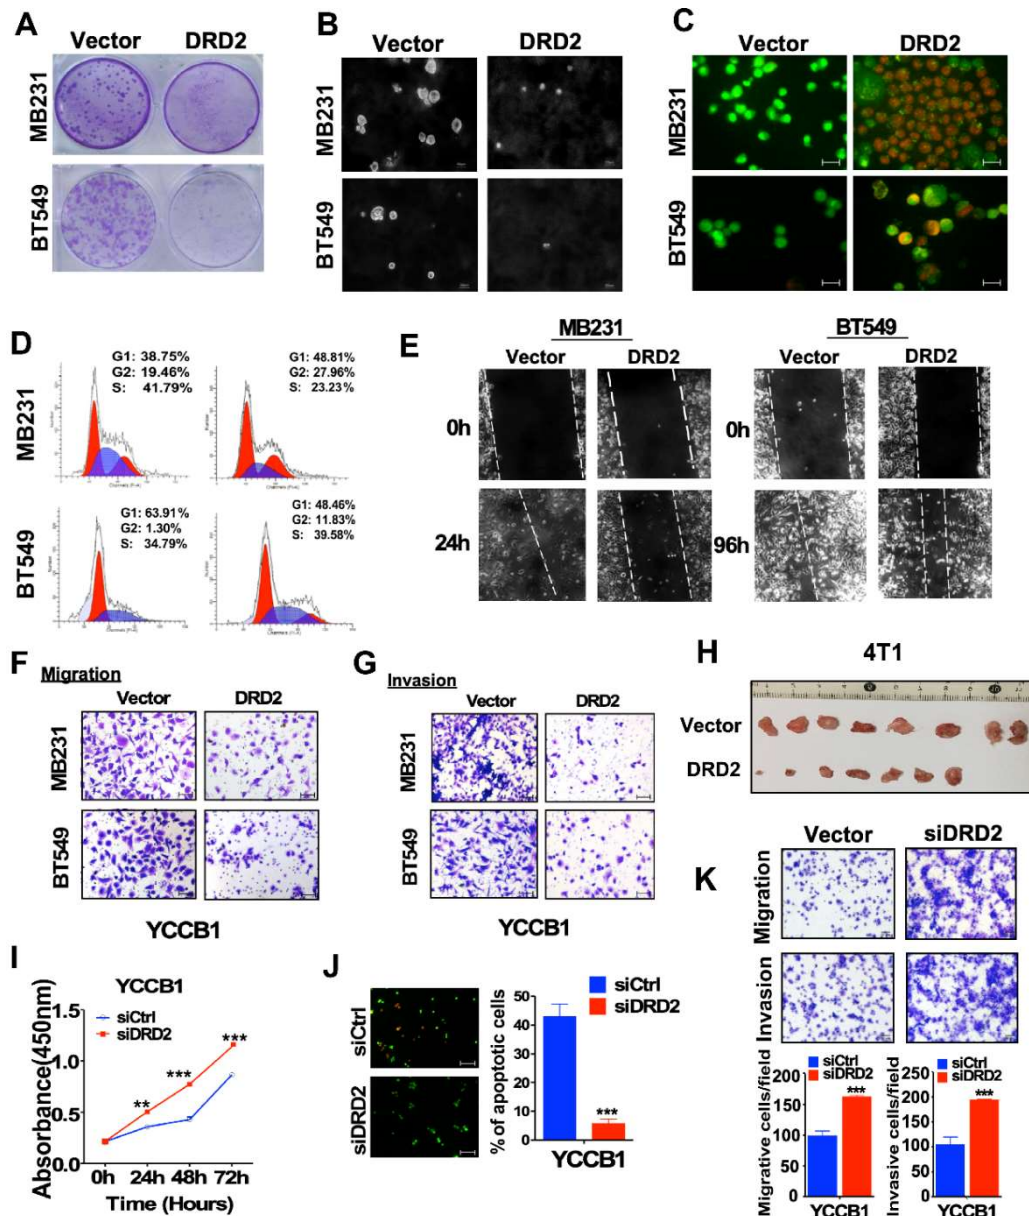 A
Vector DRD2
MB231
BT549
B
Vector DRD2
MB231
BT549
C
Vector DRD2
MB231
BT549
D
G1: 38.75%
G2: 19.46%
S: 41.79%
G1: 48.81%
G2: 27.96%
S: 23.23%
MB231
G1: 63.91%
G2: 1.30%
S: 34.79%
G1: 48.46%
G2: 11.83%
S: 39.58%
BT549
E
MB231 BT549
Vector DRD2 Vector DRD2
0h 0h
24h 96h
F
Migration
Vector DRD2
MB231
BT549
G
Invasion
Vector DRD2
MB231
BT549
H
4T1
Vector
DRD2
YCCB1
I
YCCB1
siCtrl
siDRD2
Absorbance(450nm)
1.5
1.0
0.5
0.0
** *** ***
0h 24h 48h 72h
Time (Hours)
J
siCtrl
siDRD2
siCtrl
siDRD2
% of apoptotic cells
50
40
30
20
10
0
***
YCCB1
K
Vector siDRD2
Migration
Invasion
siCtrl
siDRD2
Migrative cells/field
200
150
100
50
0
***
YCCB1
siCtrl
siDRD2
Invasive cells/field
250
200
150
100
50
0
***
YCCB1